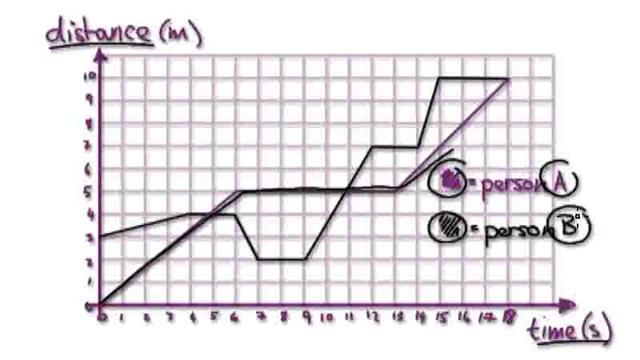 distance (m)
10
9
8
7
6
5
4
3
2
1
0
= person A
= person B
0 1 2 3 4 5 6 7 8 9 10 11 12 13 14 15 16 17 18
time (s)